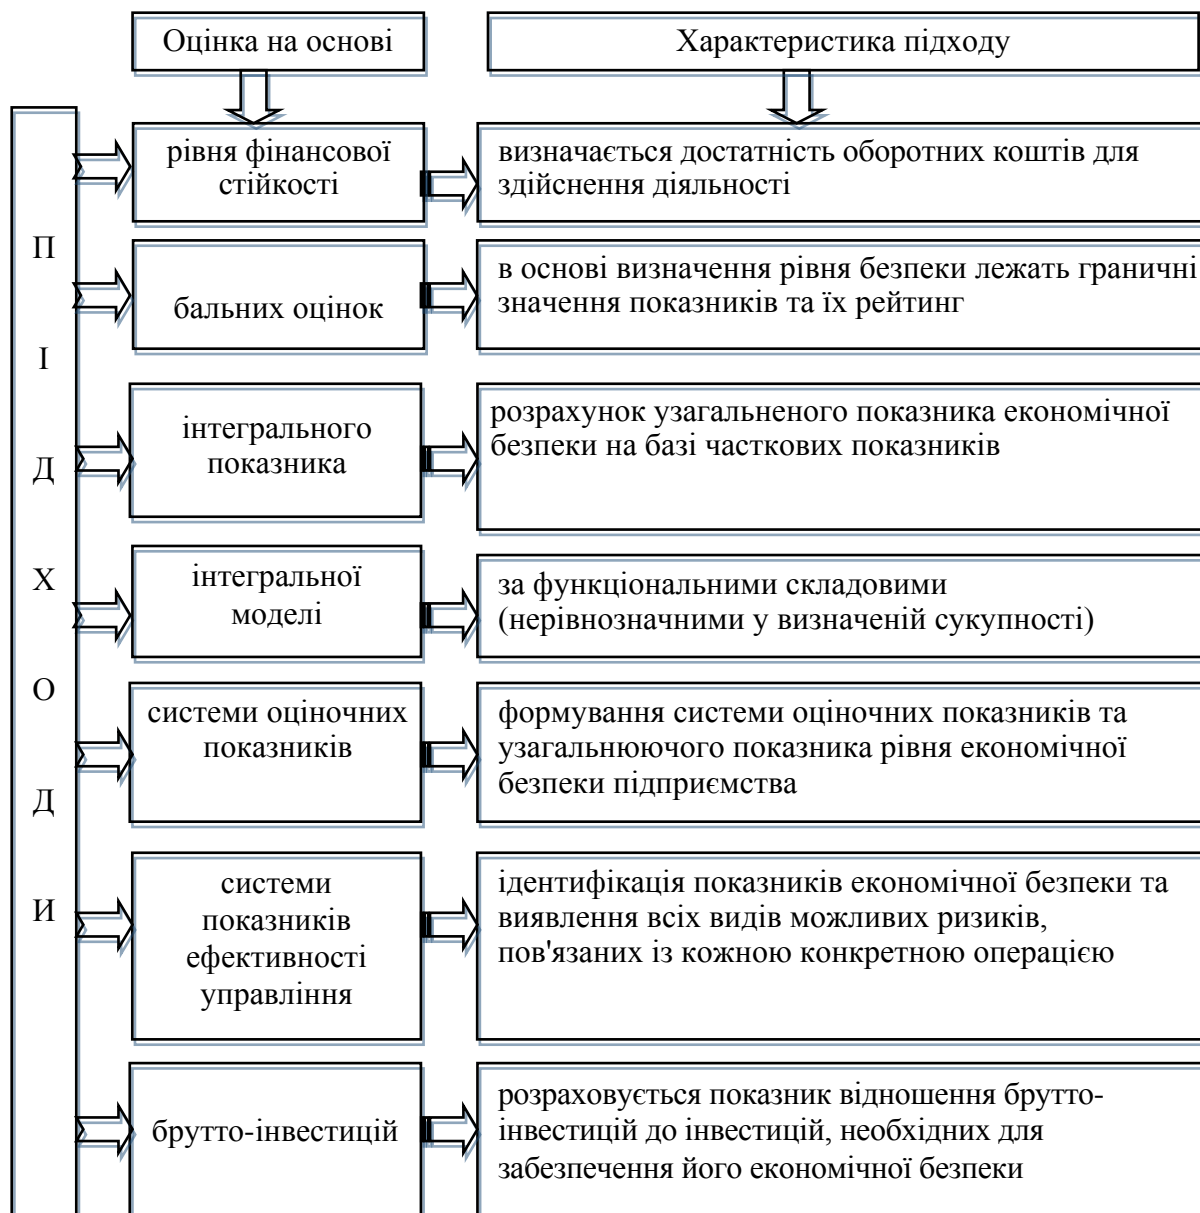 Оцінка на основі
Характеристика підходу
П
І
Д
Х
О
Д
И
рівня фінансової
стійкості
визначається достатність оборотних коштів для
здійснення діяльності
бальних оцінок
в основі визначення рівня безпеки лежать граничні
значення показників та їх рейтинг
інтегрального
показника
розрахунок узагальненого показника економічної
безпеки на базі часткових показників
інтегральної
моделі
за функціональними складовими
(нерівнозначними у визначеній сукупності)
системи оціночних
показників
формування системи оціночних показників та
узагальнюючого показника рівня економічної
безпеки підприємства
системи
показників
ефективності
управління
ідентифікація показників економічної безпеки та
виявлення всіх видів можливих ризиків,
пов'язаних із кожною конкретною операцією
брутто-інвестицій
розраховується показник відношення брутто-
інвестицій до інвестицій, необхідних для
забезпечення його економічної безпеки